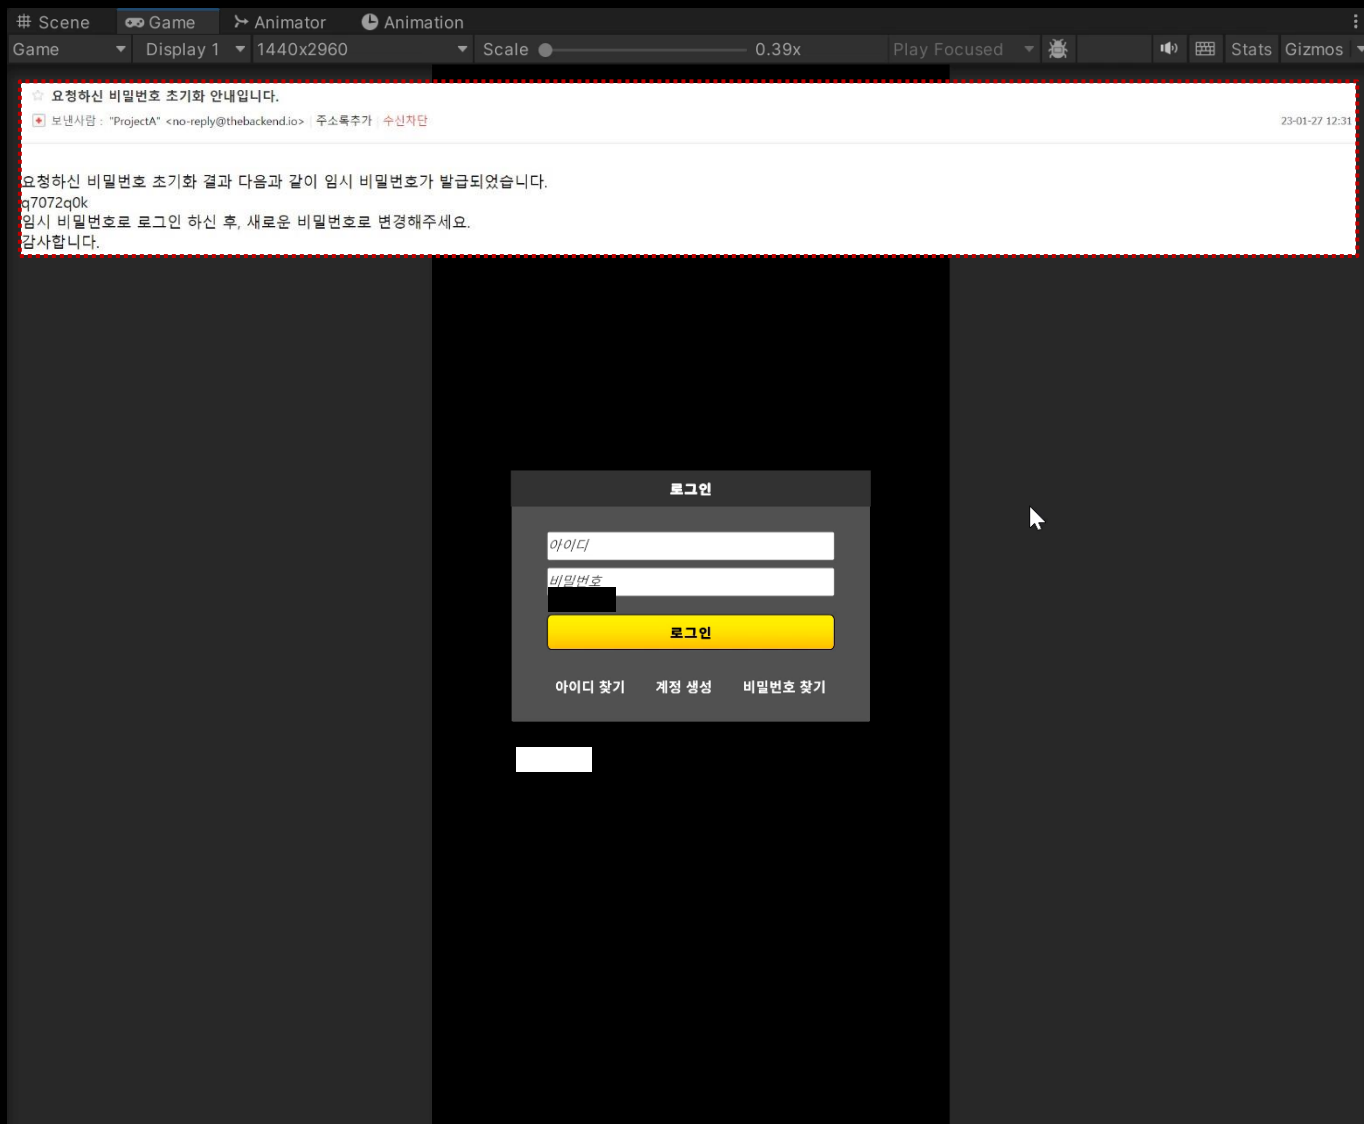 Scene Game Animator Animation
Game Display 1 1440x2960 Scale 0.39x Play Focused Stats Gizmos
요청하신 비밀번호 초기화 안내입니다.
보낸사람 : "ProjectA" <no-reply@thebackend.io> 주소록추가 수신차단 23-01-27 12:31
요청하신 비밀번호 초기화 결과 다음과 같이 임시 비밀번호가 발급되었습니다.
q7072q0k
임시 비밀번호로 로그인 하신 후, 새로운 비밀번호로 변경해주세요.
감사합니다.
로그인
아이디
비밀번호
로그인
아이디 찾기 계정 생성 비밀번호 찾기